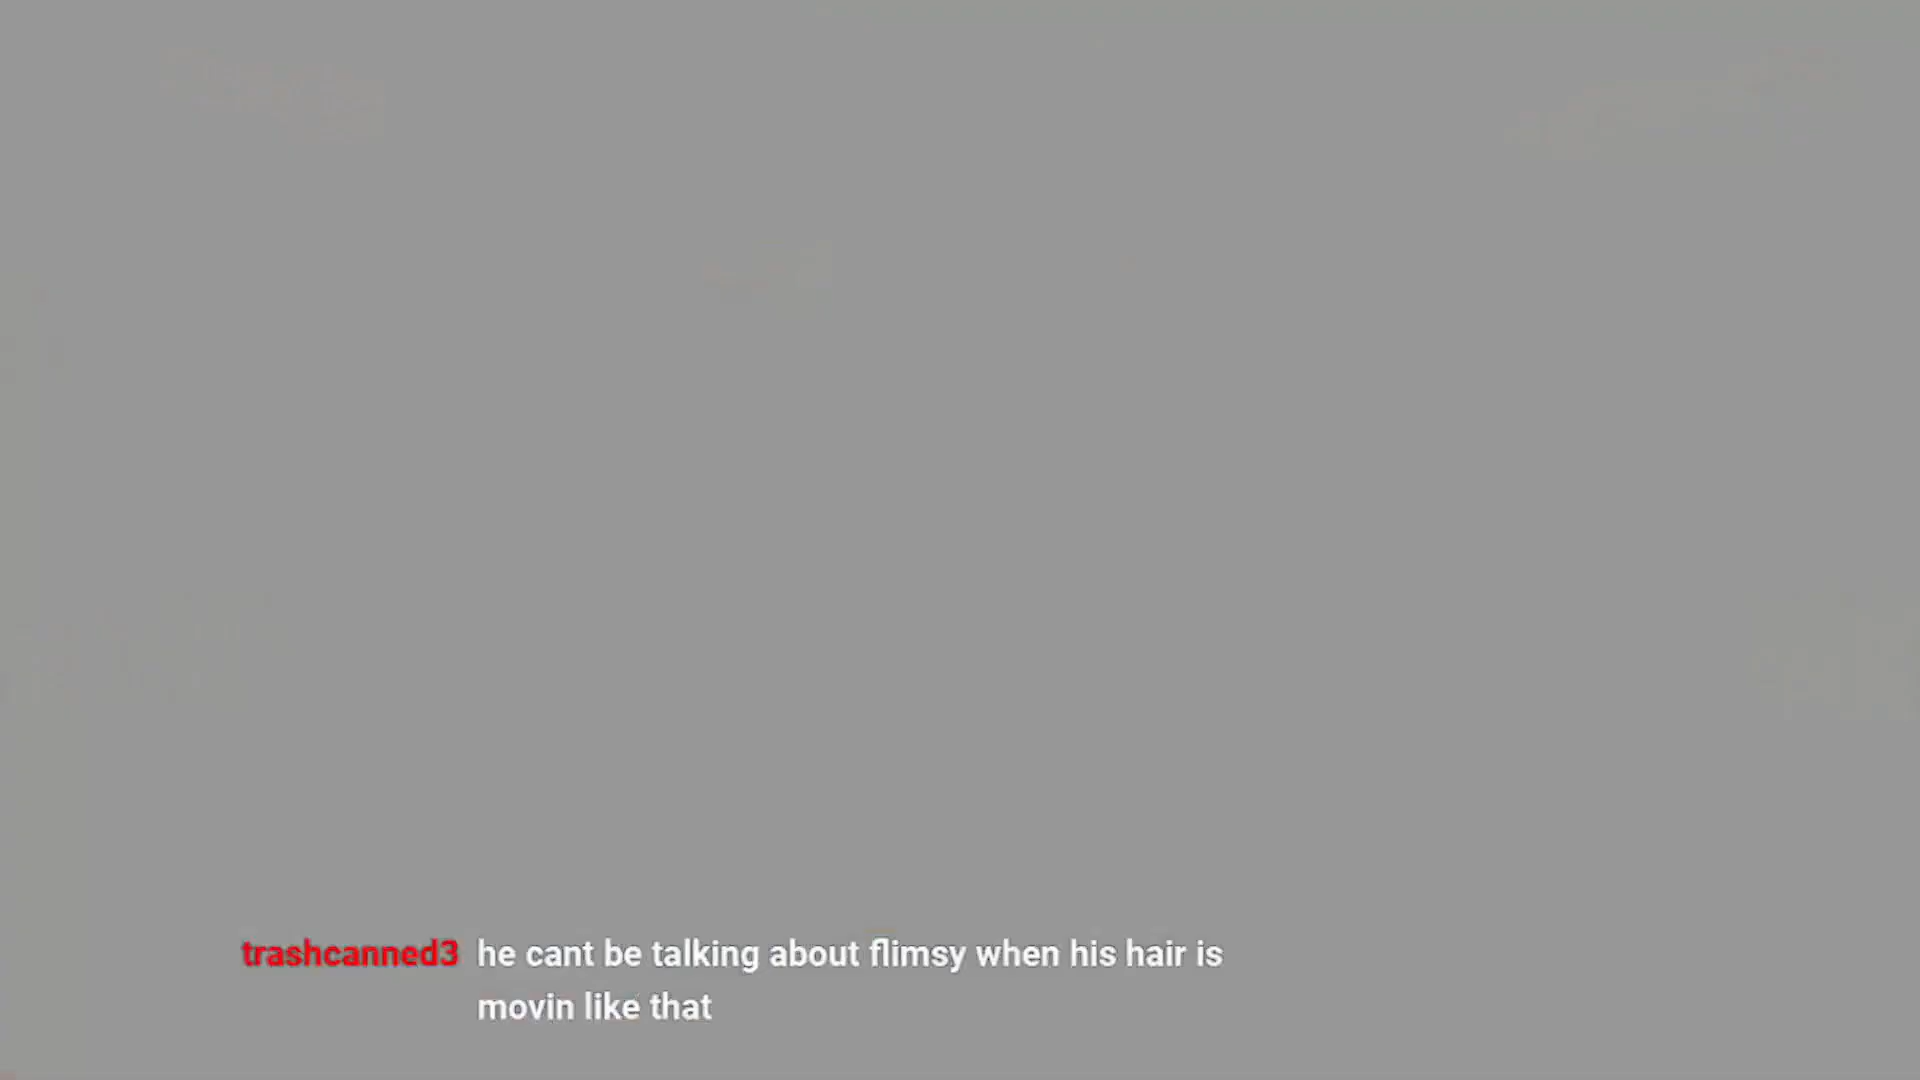 trashcanned3 he cant be talking about flimsy when his hair is
movin like that